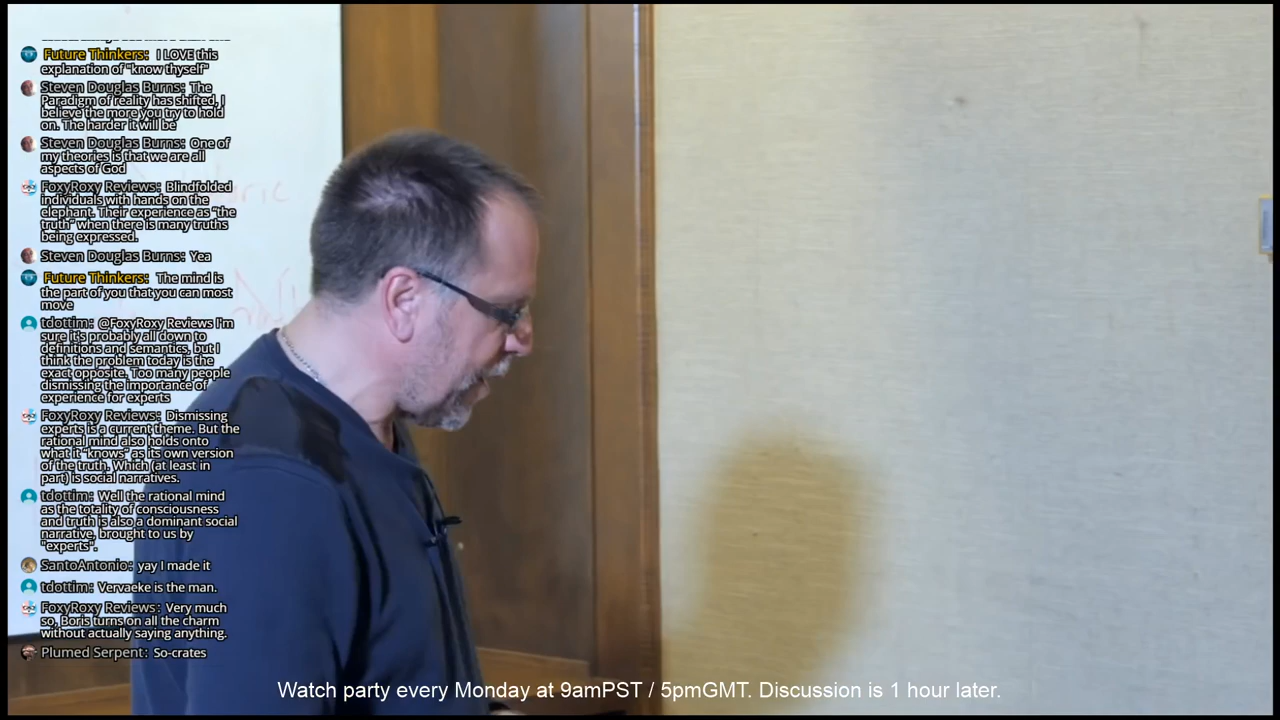 Future Thinkers: I LOVE this
explanation of "know thyself"
Steven Douglas Burns: The
Paradigm of reality has shifted, I
believe the more you try to hold
on. The harder it will be
Steven Douglas Burns: One of
my theories is that we are all
aspects of God
FoxyRoxy Reviews: Blindfolded
individuals with hands on the
elephant. Their experience as "the
truth" when there is many truths
being expressed.
Steven Douglas Burns: Yea
Future Thinkers: The mind is
the part of you that you can most
move
tdottim: @FoxyRoxy Reviews I'm
sure it's probably all down to
definitions and semantics, but I
think the problem today is the
exact opposite. Too many people
dismissing the importance of
experience for experts
FoxyRoxy Reviews: Dismissing
experts is a current theme. But the
rational mind also holds onto
what it "knows" as its own version
of the truth. Which (at least in
part) is social narratives.
tdottim: Well the rational mind
as the totality of consciousness
and truth is also a dominant social
narrative, brought to us by
"experts".
SantoAntonio: yay I made it
tdottim: Vervaeke is the man.
FoxyRoxy Reviews: Very much
so, Boris turns on all the charm
without actually saying anything.
Plumed Serpent: So-crates
Watch party every Monday at 9amPST / 5pmGMT. Discussion is 1 hour later.